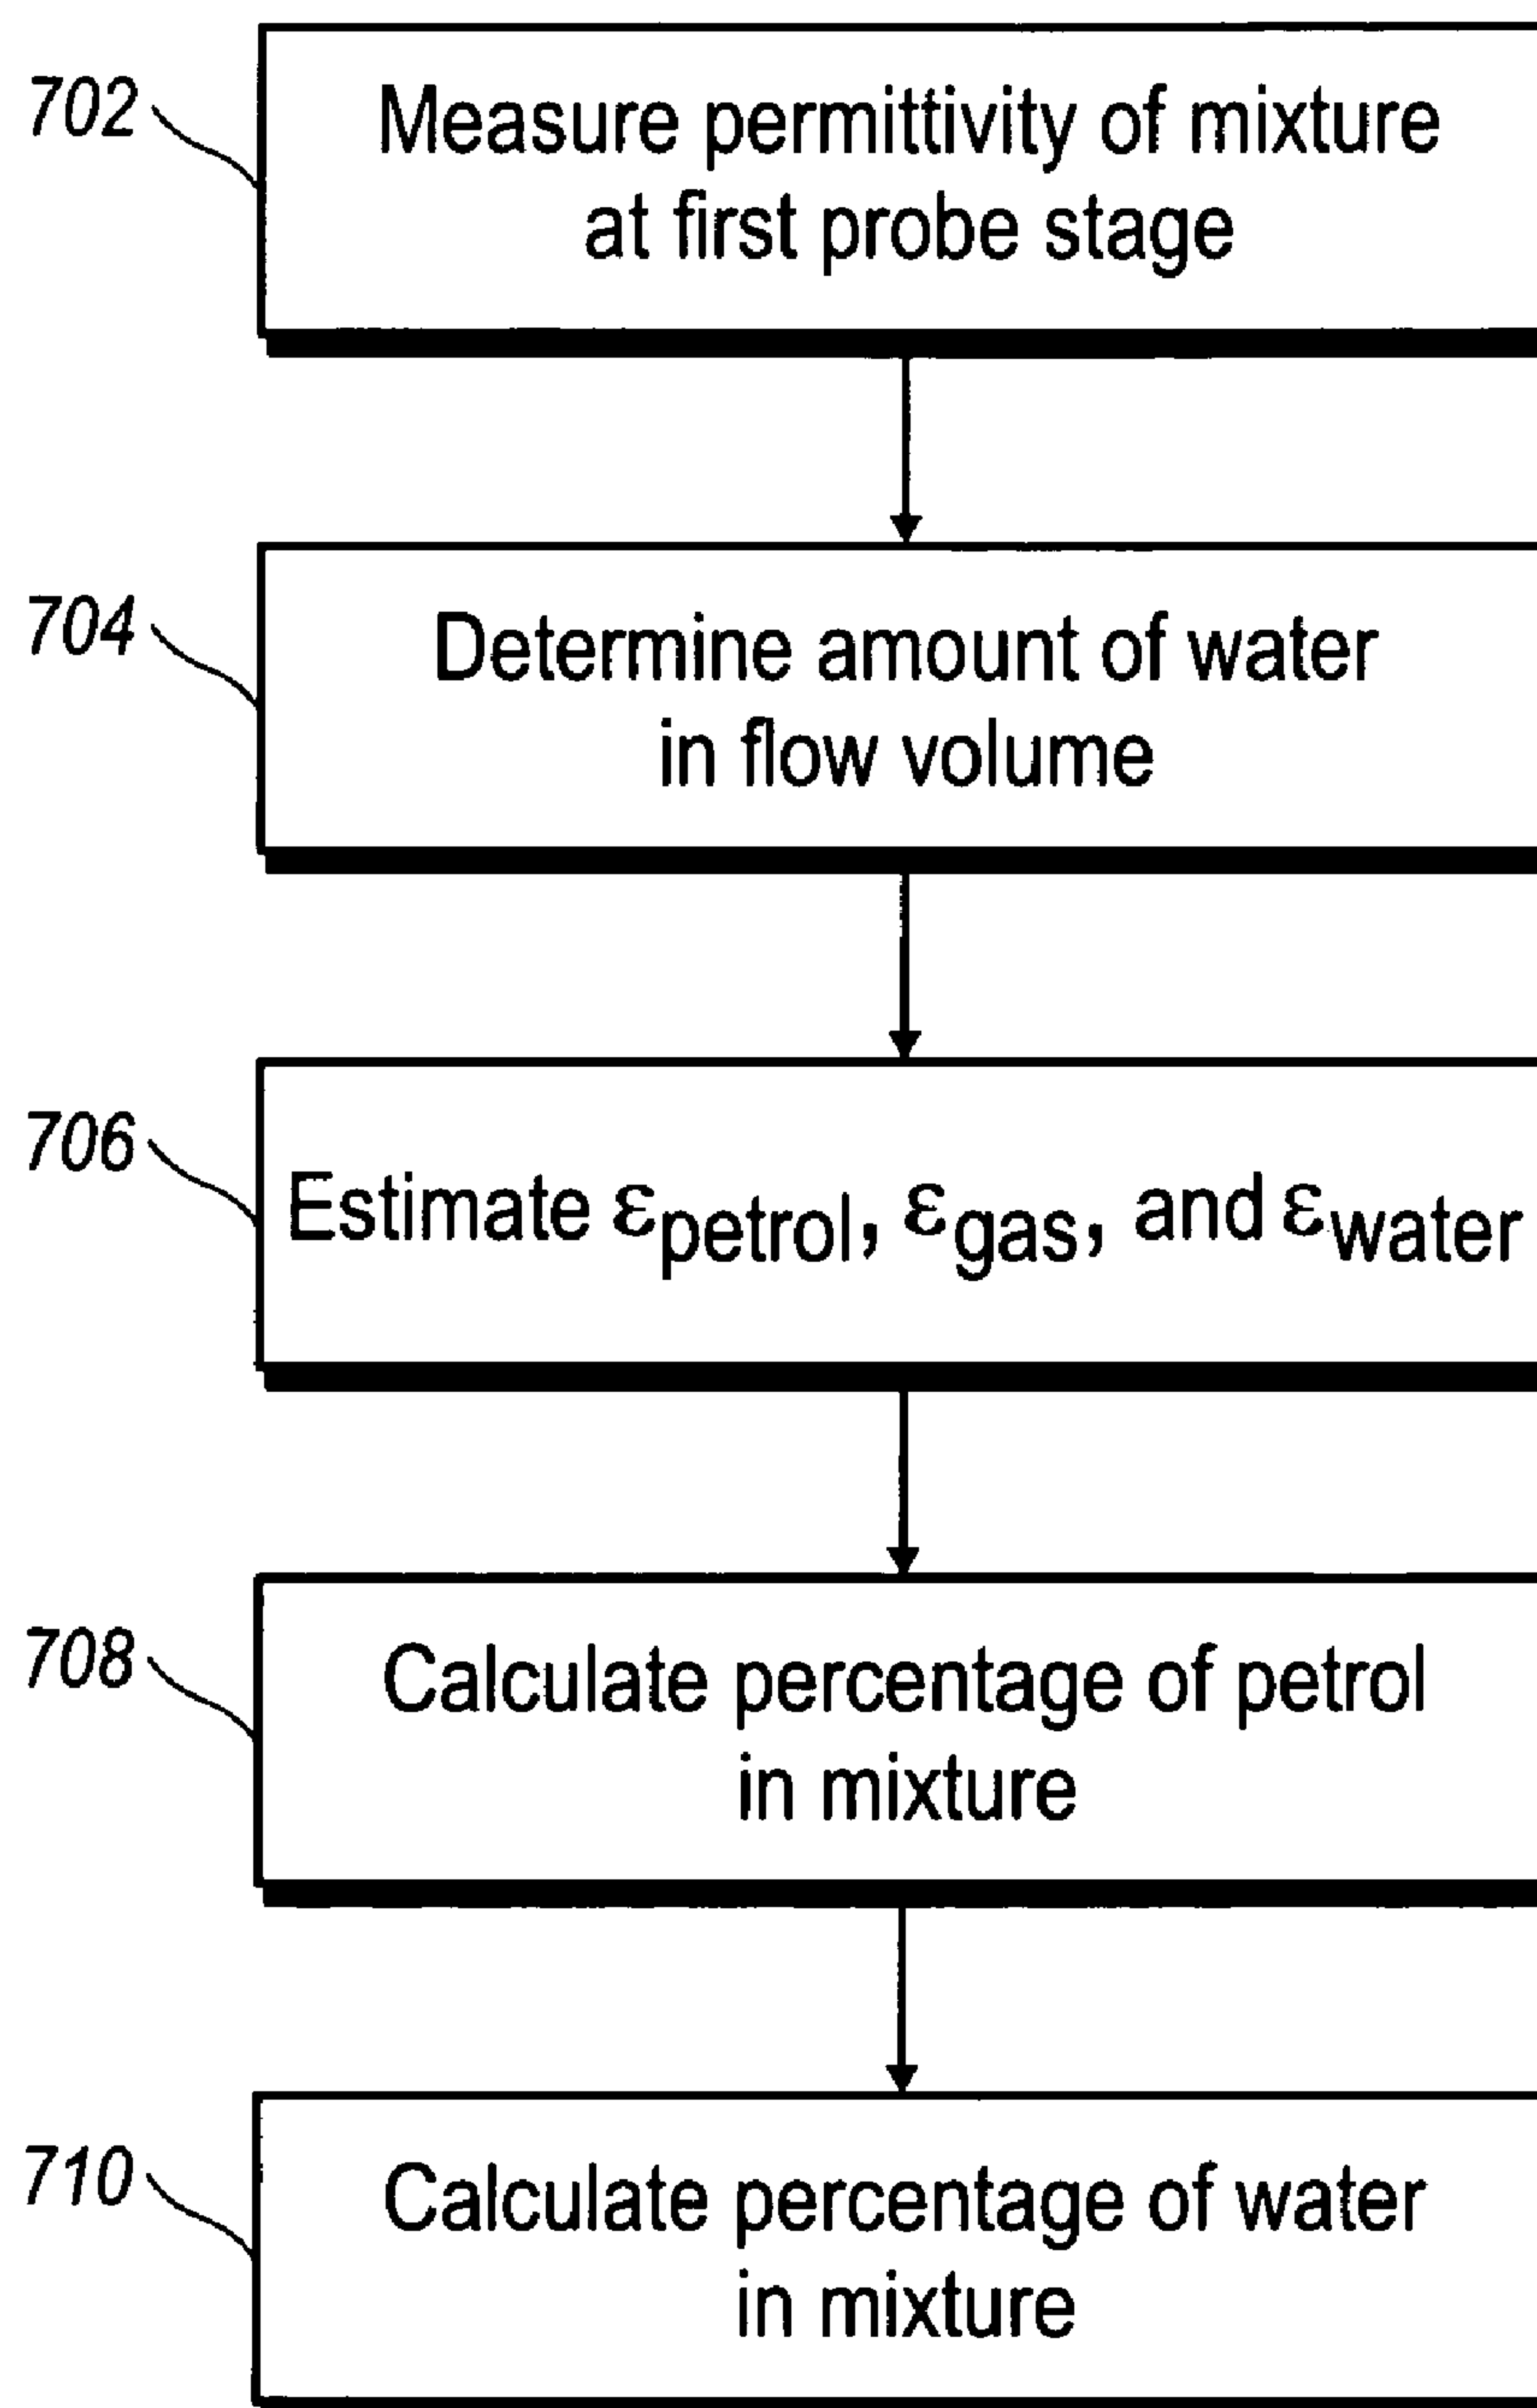 702
Measure permittivity of mixture
at first probe stage
704
Determine amount of water
in flow volume
706
Estimate εpetrol, εgas, and εwater
708
Calculate percentage of petrol
in mixture
710
Calculate percentage of water
in mixture